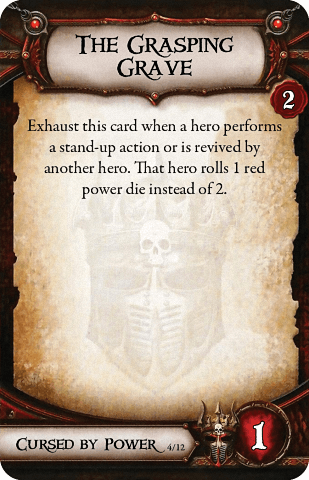 The Grasping
Grave
2
Exhaust this card when a hero performs
a stand-up action or is revived by
another hero. That hero rolls 1 red
power die instead of 2.
Cursed by Power 4/12
1